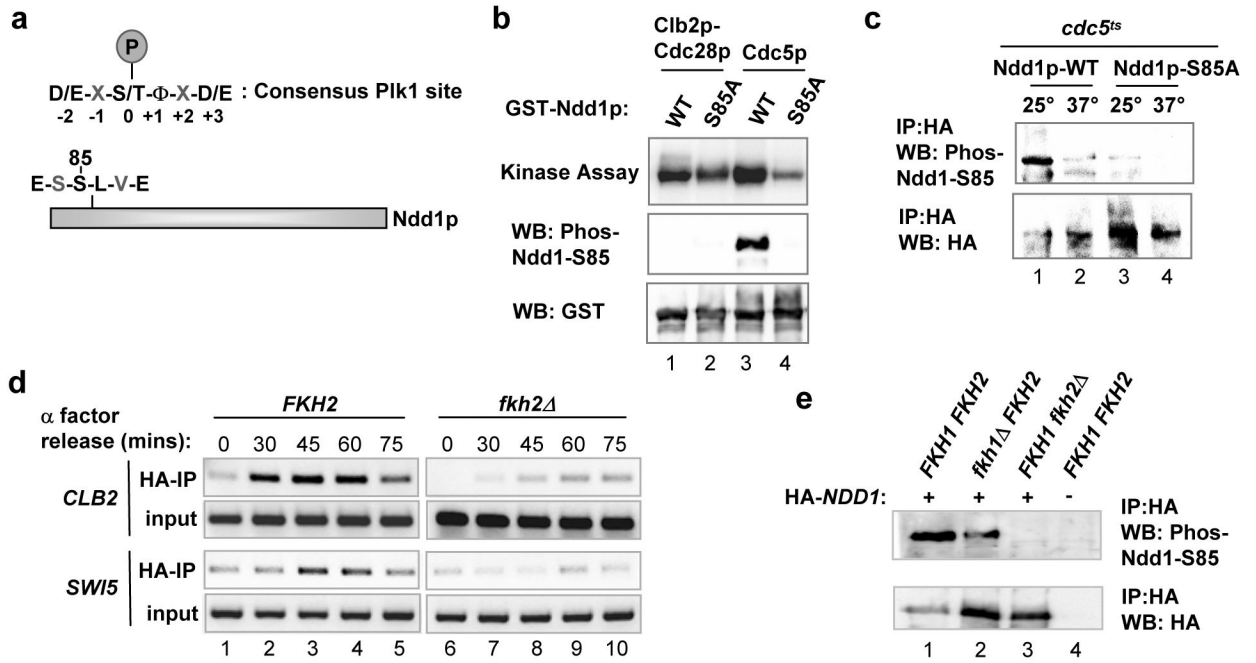 a
P
D/E-X-S/T-Φ-X-D/E : Consensus Plk1 site
-2 -1 0 +1 +2 +3
85
E-S-S-L-V-E
Ndd1p
b
Clb2p-
Cdc28p Cdc5p
GST-Ndd1p: WT S85A WT S85A
Kinase Assay
WB: Phos-
Ndd1-S85
WB: GST
1 2 3 4
c
cdc5ts
Ndd1p-WT Ndd1p-S85A
25° 37° 25° 37°
IP:HA
WB: Phos-
Ndd1-S85
IP:HA
WB: HA
1 2 3 4
d
α factor
release (mins):
FKH2 fkh2Δ
0 30 45 60 75 0 30 45 60 75
CLB2
HA-IP
input
SWI5
HA-IP
input
1 2 3 4 5 6 7 8 9 10
e
FKH1 FKH2
fkh1Δ FKH2
FKH1 fkh2Δ
FKH1 FKH2
HA-NDD1: + + + -
IP:HA
WB: Phos-
Ndd1-S85
IP:HA
WB: HA
1 2 3 4